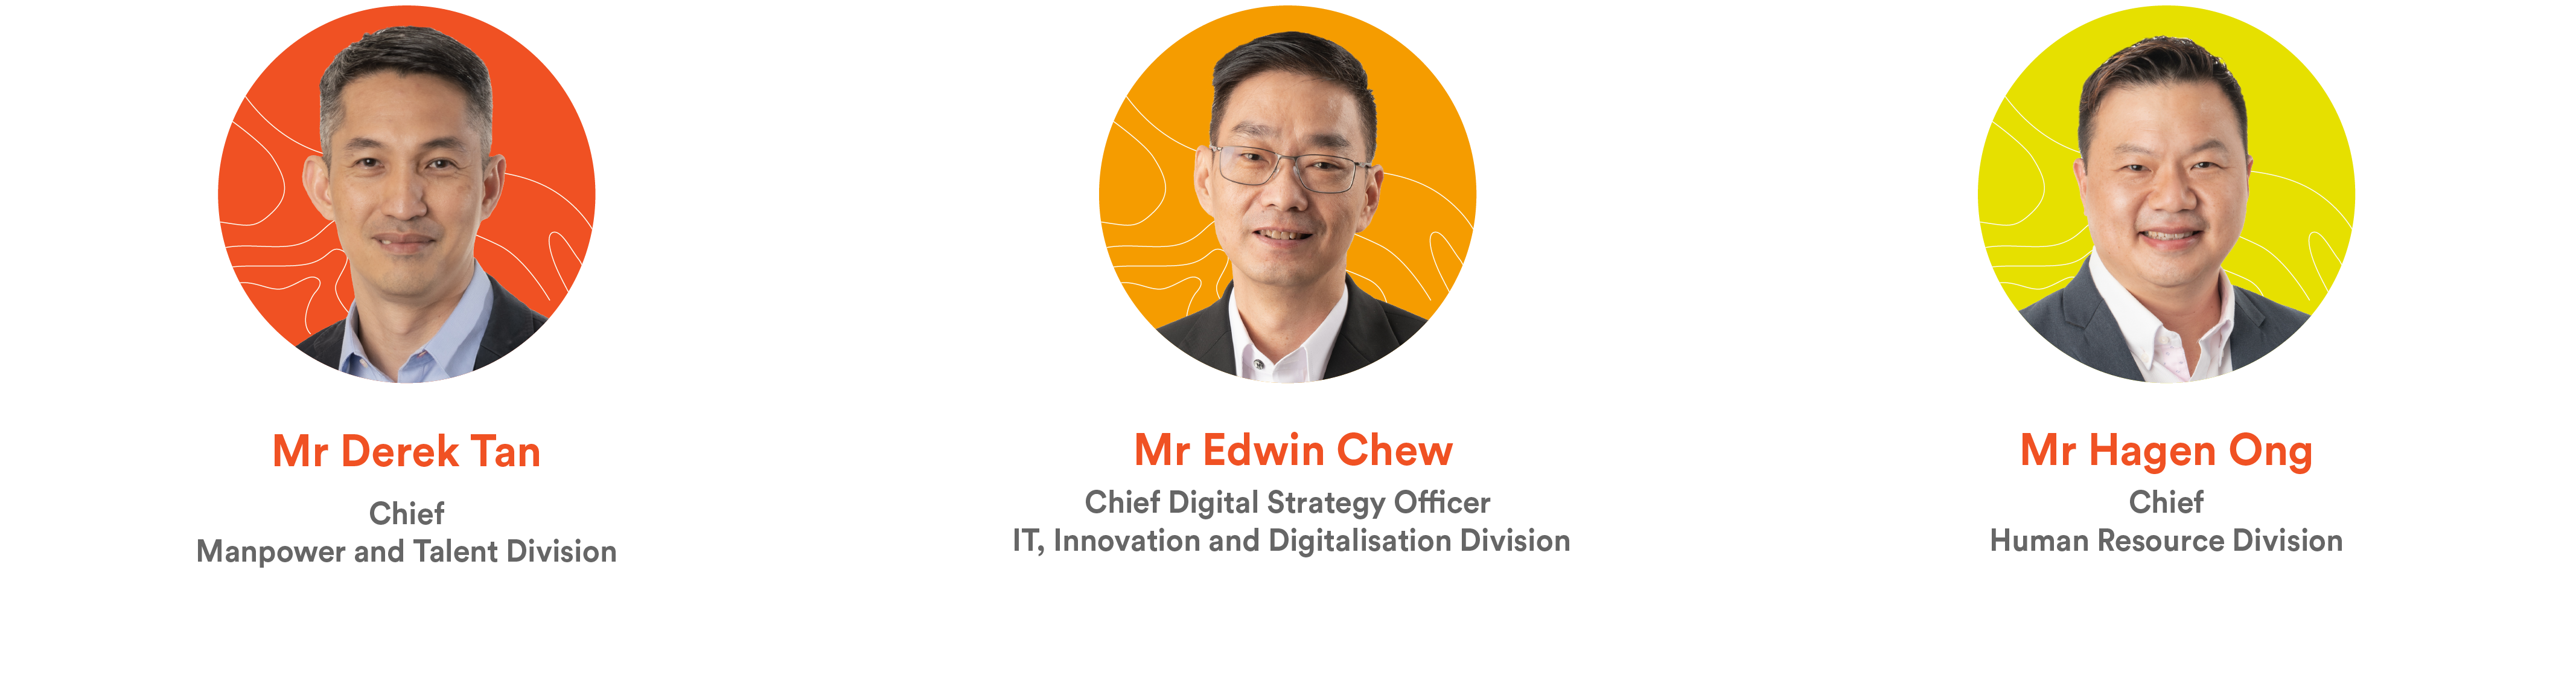 Mr Derek Tan
Chief
Manpower and Talent Division
Mr Edwin Chew
Chief Digital Strategy Officer
IT, Innovation and Digitalisation Division
Mr Hagen Ong
Chief
Human Resource Division